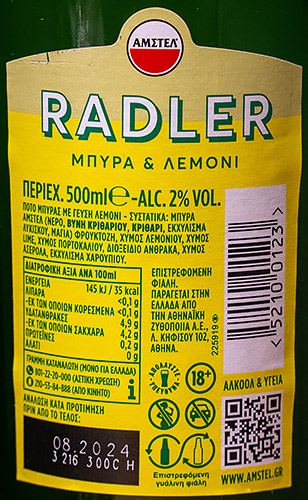 ΑΜΣΤΕΛ
RADLER
ΜΠΥΡΑ & ΛΕΜΟΝΙ
ΠΕΡΙΕΧ. 500ml℮-ALC. 2% VOL.
ΠΟΤΟ ΜΠΥΡΑΣ ΜΕ ΓΕΥΣΗ ΛΕΜΟΝΙ - ΣΥΣΤΑΤΙΚΑ: ΜΠΥΡΑ
ΑΜΣΤΕΛ (ΝΕΡΟ, ΒΥΝΗ ΚΡΙΘΑΡΙΟΥ, ΚΡΙΘΑΡΙ, ΕΚΧΥΛΙΣΜΑ
ΛΥΚΙΣΚΟΥ, ΜΑΓΙΑ) ΦΡΟΥΚΤΟΖΗ, ΧΥΜΟΣ ΛΕΜΟΝΙΟΥ, ΧΥΜΟΣ
LIME, ΧΥΜΟΣ ΠΟΡΤΟΚΑΛΙΟΥ, ΔΙΟΞΕΙΔΙΟ ΑΝΘΡΑΚΑ, ΧΥΜΟΣ
ΑΣΕΡΟΛΑ, ΕΚΧΥΛΙΣΜΑ ΧΑΡΟΥΠΙΟΥ.
ΔΙΑΤΡΟΦΙΚΗ ΑΞΙΑ ΑΝΑ 100ml
ΕΝΕΡΓΕΙΑ 145 kJ / 35 kcal
ΛΙΠΑΡΑ <0,1 g
-ΕΚ ΤΩΝ ΟΠΟΙΩΝ ΚΟΡΕΣΜΕΝΑ <0,1 g
ΥΔΑΤΑΝΘΡΑΚΕΣ 4,9 g
-ΕΚ ΤΩΝ ΟΠΟΙΩΝ ΣΑΚΧΑΡΑ 4,2 g
ΠΡΩΤΕΪΝΕΣ 0,2 g
ΑΛΑΤΙ 0 g
ΓΡΑΜΜΗ ΚΑΤΑΝΑΛΩΤΗ (ΜΟΝΟ ΓΙΑ ΕΛΛΑΔΑ)
801-22-20-000 (ΑΣΤΙΚΗ ΧΡΕΩΣΗ)
210-53-84-888 (ΑΠΟ ΚΙΝΗΤΟ)
ΑΝΑΛΩΣΗ ΚΑΤΑ ΠΡΟΤΙΜΗΣΗ
ΠΡΙΝ ΑΠΟ ΤΟ ΤΕΛΟΣ:
08.2024
3 216 300C H
ΕΠΙΣΤΡΕΦΟΜΕΝΗ
ΦΙΑΛΗ.
ΠΑΡΑΓΕΤΑΙ ΣΤΗΝ
ΕΛΛΑΔΑ ΑΠΟ
ΤΗΝ ΑΘΗΝΑΪΚΗ
ΖΥΘΟΠΟΙΙΑ Α.Ε.,
Λ. ΚΗΦΙΣΟΥ 102,
ΑΘΗΝΑ.
225919
ΑΠΟΛΑΥΣΤΕ
ΥΠΕΥΘΥΝΑ
18+
Επιστρεφόμενη
γυάλινη φιάλη
<52101O123>
ΑΛΚΟΟΛ & ΥΓΕΙΑ
WWW.AMSTEL.GR